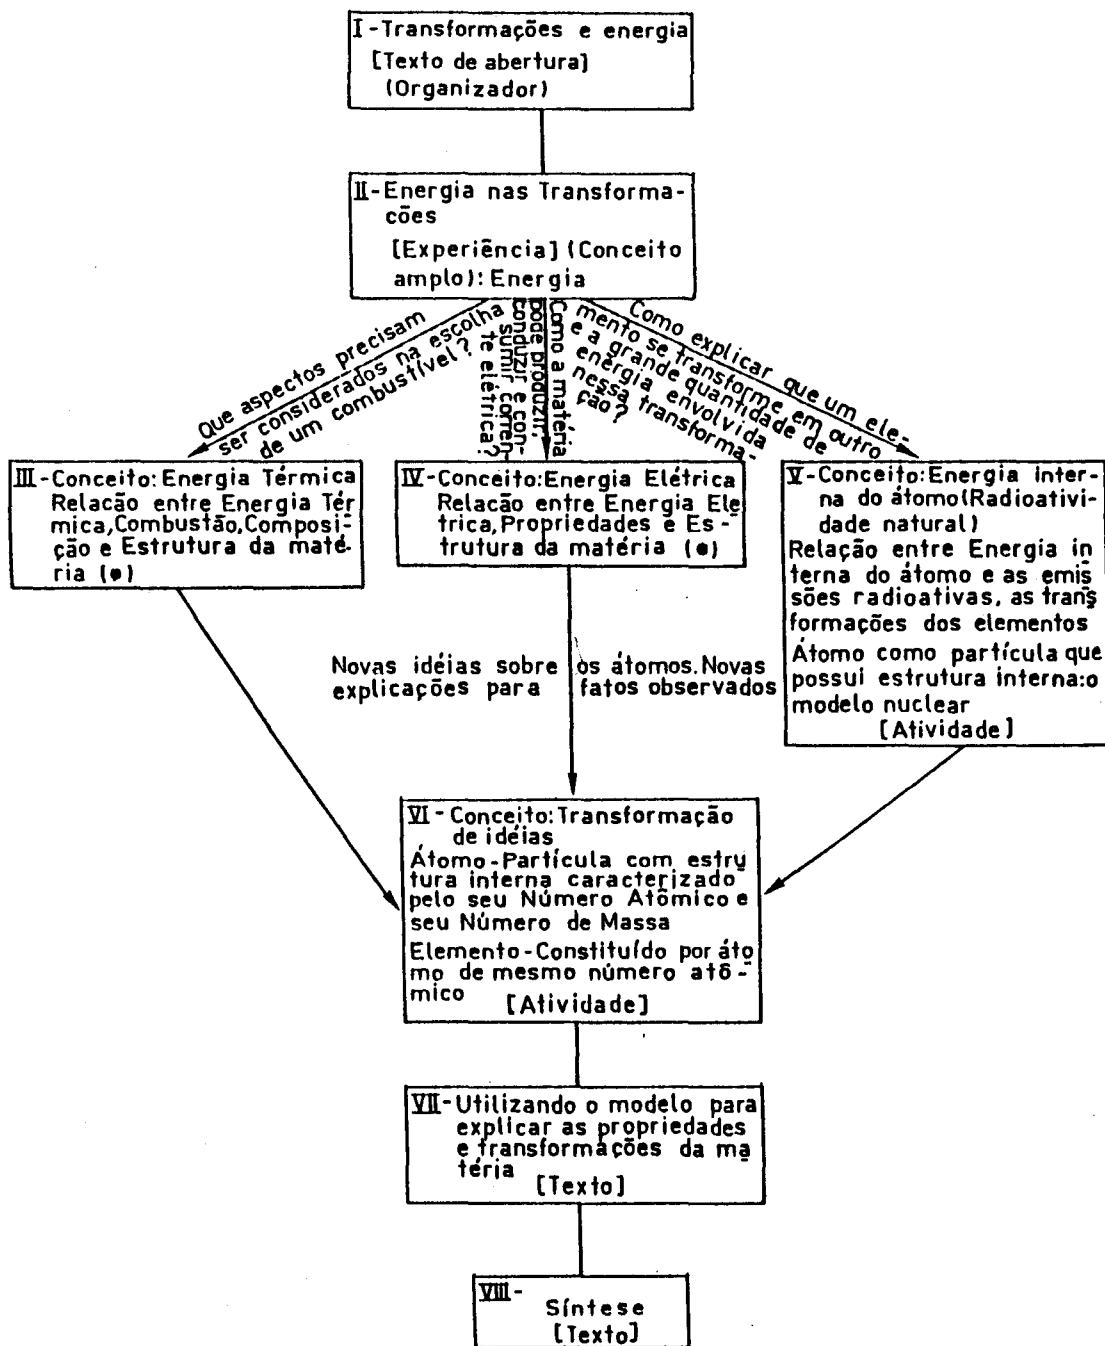 I-Transformações e energia
[Texto de abertura]
(Organizador)
II-Energia nas Transforma-
cões
[Experiência] (Conceito
amplo): Energia
Que aspectos precisam
ser considerados na escolha
de um combustível?
Como a matéria
pode produzir,
conduzir e con-
sumir corren-
te elétrica?
Como explicar que um ele-
mento se transforme em outro
e a grande quantidade de
energia envolvida
nessa transforma-
ção?
III-Conceito: Energia Térmica
Relacão entre Energia Tér
mica,Combustão,Composi-
ção e Estrutura da maté-
ria (•)
IV-Conceito:Energia Elétrica
Relacão entre Energia Ele
trica,Propriedades e Es-
trutura da matéria (•)
V-Conceito:Energia inter-
na do átomo(Radioativi-
dade natural)
Relação entre Energia in
terna do átomo e as emis
sões radioativas, as trans
formações dos elementos
Átomo como partícula que
possui estrutura interna:o
modelo nuclear
[Atividade]
Novas idéias sobre os átomos.Novas
explicações para fatos observados
VI-Conceito:Transformação
de idéias
Átomo-Partícula com estru
tura interna caracterizado
pelo seu Número Atômico e
seu Número de Massa
Elemento-Constituído por áto
mo de mesmo número atô-
mico
[Atividade]
VII-Utilizando o modelo para
explicar as propriedades
e transformações da ma
téria
[Texto]
VIII-
Síntese
[Texto]